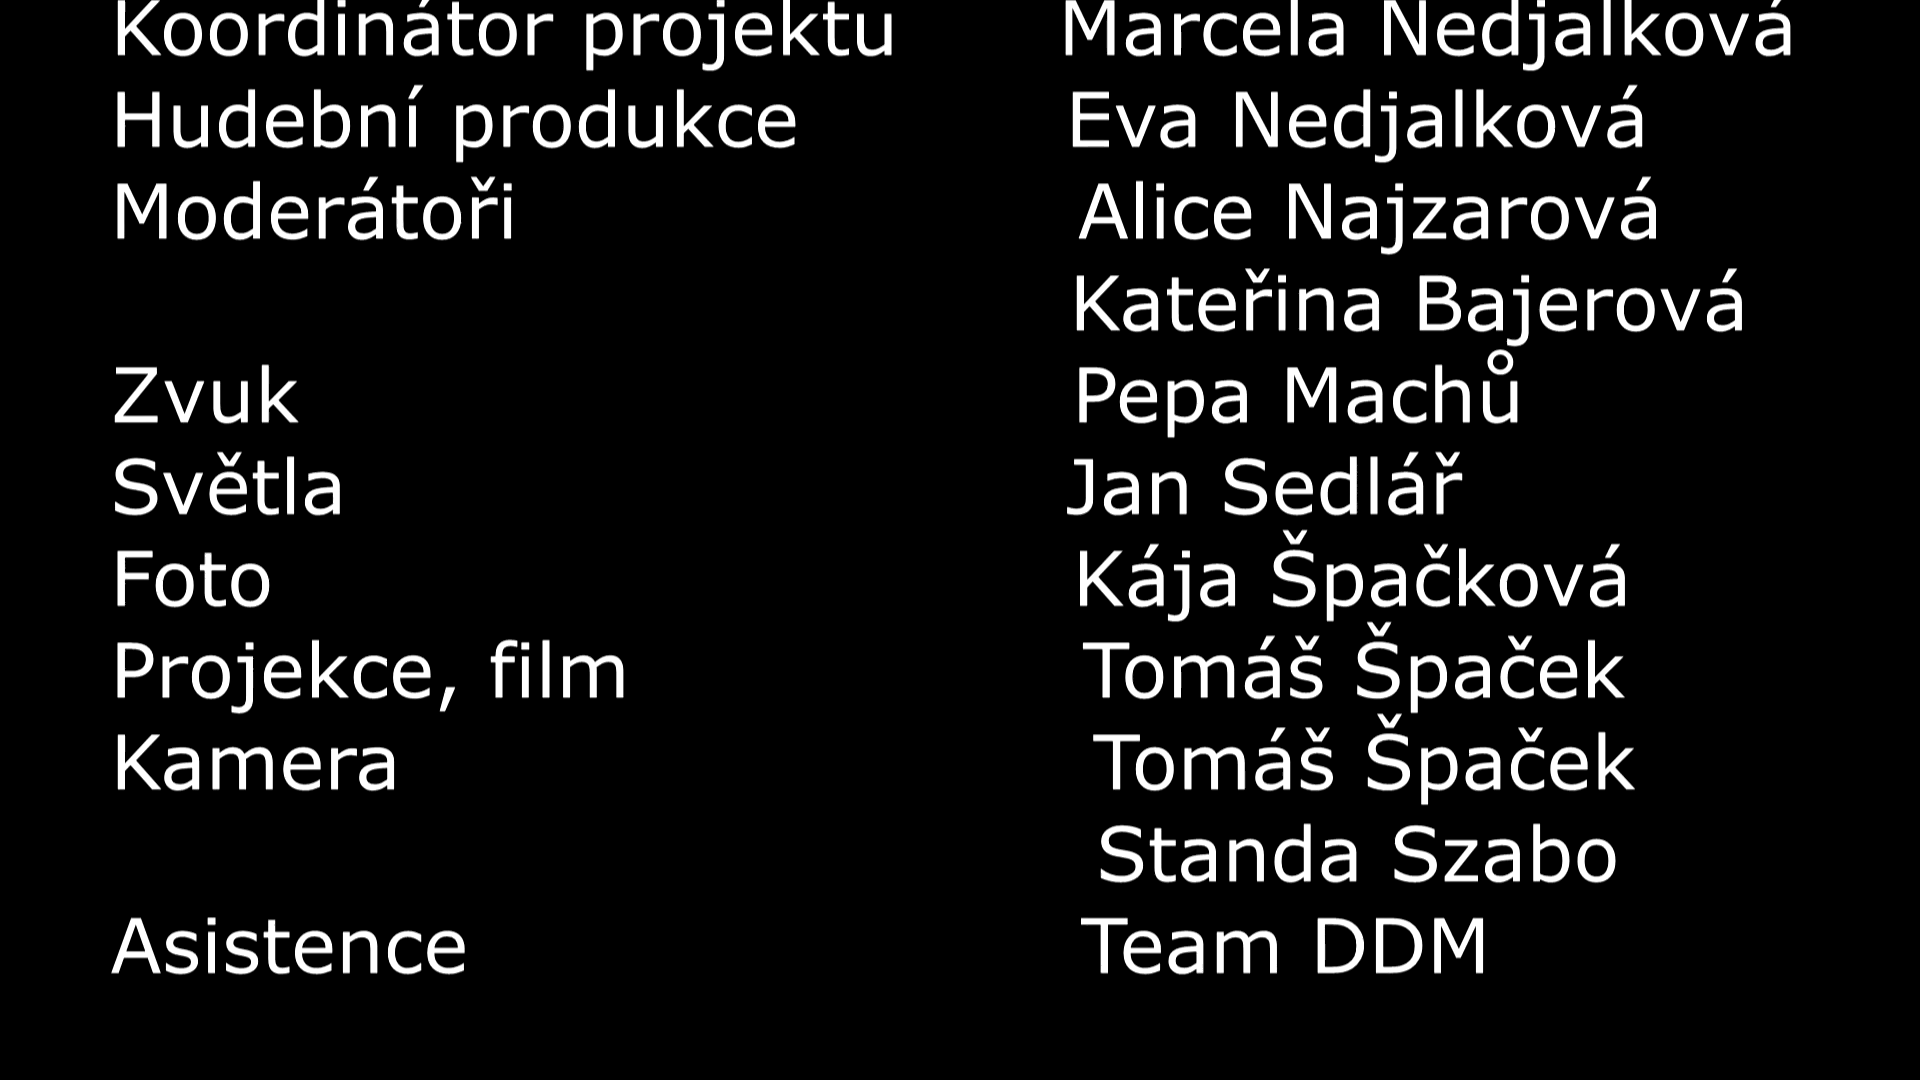 Koordinátor projektu Marcela Nedjalková
Hudební produkce Eva Nedjalková
Moderátoři Alice Najzarová
Kateřina Bajerová
Zvuk Pepa Machů
Světla Jan Sedlář
Foto Kája Špačková
Projekce, film Tomáš Špaček
Kamera Tomáš Špaček
Standa Szabo
Asistence Team DDM